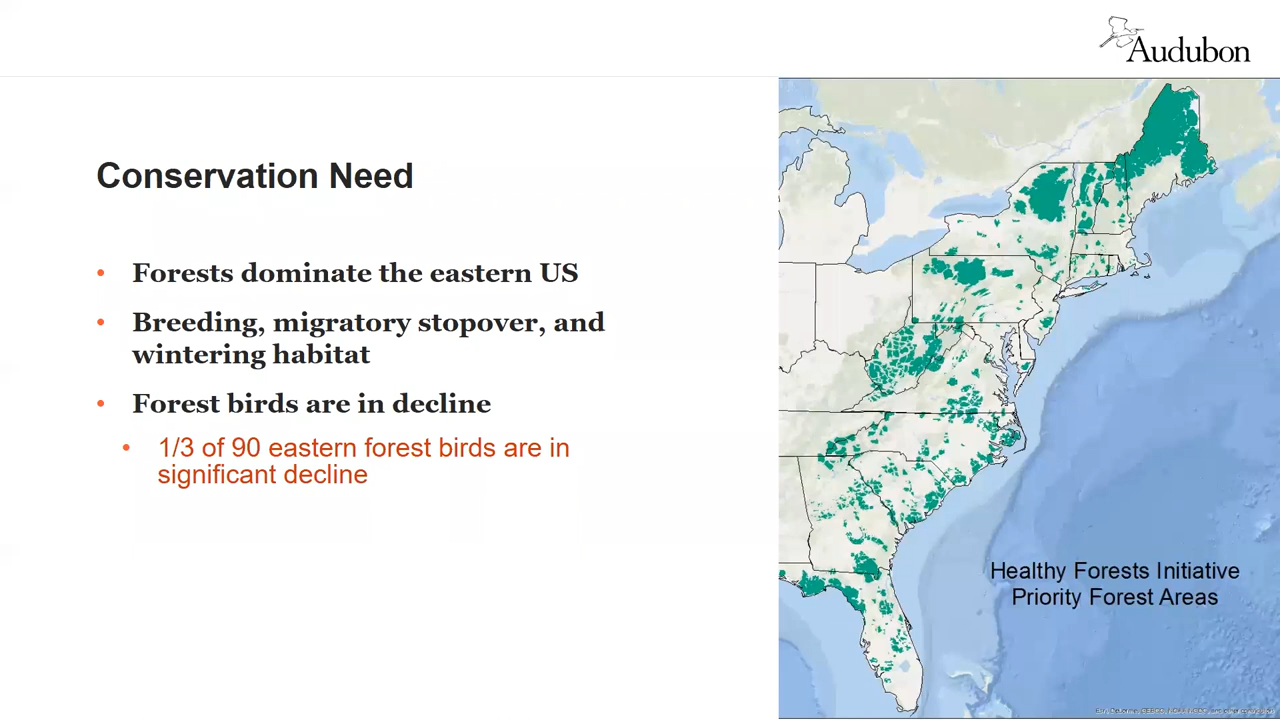 Audubon
Conservation Need
• Forests dominate the eastern US
• Breeding, migratory stopover, and
wintering habitat
• Forest birds are in decline
• 1/3 of 90 eastern forest birds are in
significant decline
Healthy Forests Initiative
Priority Forest Areas